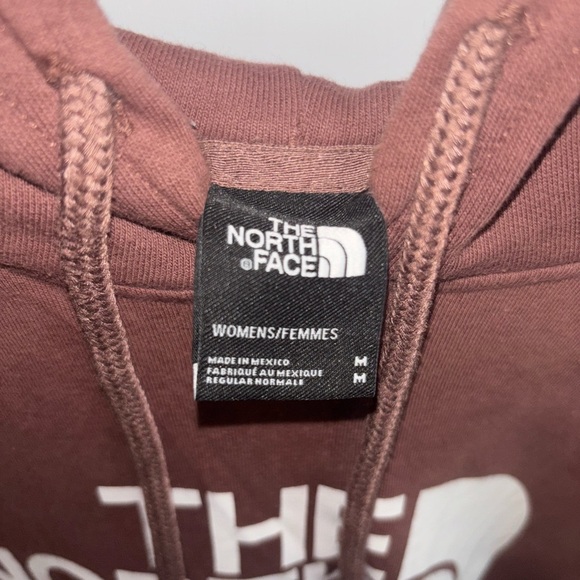 THE
NORTH
® FACE
WOMENS/FEMMES
MADE IN MEXICO M
FABRIQUÉ AU MEXIQUE M
REGULAR NORMALE
THE